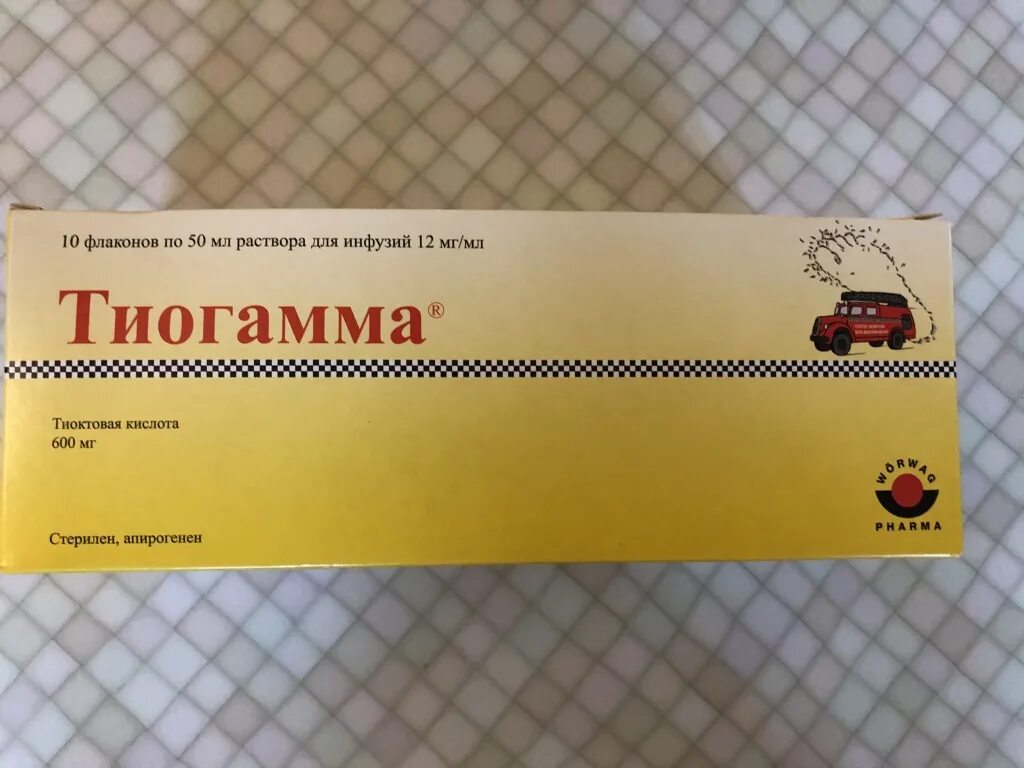 10 флаконов по 50 мл раствора для инфузий 12 мг/мл
Тиогамма®
Тиоктовая кислота
600 мг
WÖRWAG
PHARMA
Стерилен, апирогенен